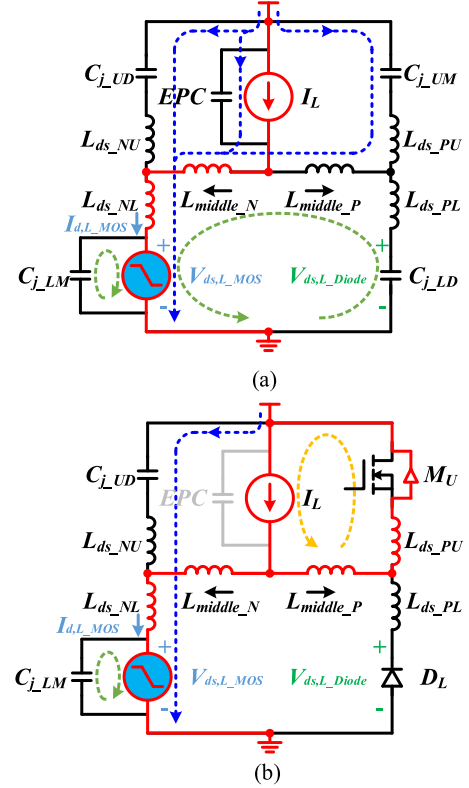 C_j_UD
EPC
I_L
C_j_UM
L_ds_NU
L_ds_PU
L_ds_NL
L_middle_N
L_middle_P
L_ds_PL
I_d,L_MOS
+
+
C_j_LM
V_ds,L_MOS
V_ds,L_Diode
C_j_LD
-
-
(a)
C_j_UD
EPC
I_L
M_U
L_ds_NU
L_ds_PU
L_ds_NL
L_middle_N
L_middle_P
L_ds_PL
I_d,L_MOS
+
+
C_j_LM
V_ds,L_MOS
V_ds,L_Diode
D_L
-
-
(b)